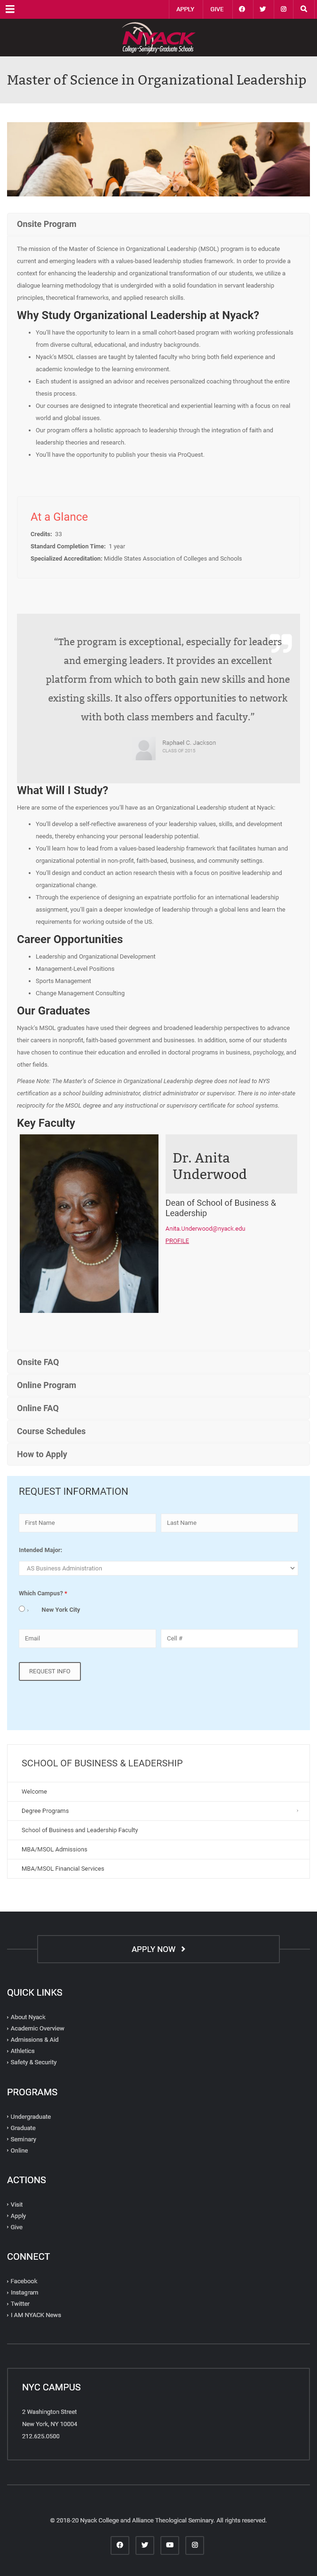 APPLY GIVE
NYACK
College • Seminary • Graduate Schools
Master of Science in Organizational Leadership
Onsite Program
The mission of the Master of Science in Organizational Leadership (MSOL) program is to educate
current and emerging leaders with a values-based leadership studies framework. In order to provide a
context for enhancing the leadership and organizational transformation of our students, we utilize a
dialogue learning methodology that is undergirded with a solid foundation in servant leadership
principles, theoretical frameworks, and applied research skills.
Why Study Organizational Leadership at Nyack?
• You'll have the opportunity to learn in a small cohort-based program with working professionals
from diverse cultural, educational, and industry backgrounds.
• Nyack's MSOL classes are taught by talented faculty who bring both field experience and
academic knowledge to the learning environment.
• Each student is assigned an advisor and receives personalized coaching throughout the entire
thesis process.
• Our courses are designed to integrate theoretical and experiential learning with a focus on real
world and global issues.
• Our program offers a holistic approach to leadership through the integration of faith and
leadership theories and research.
• You'll have the opportunity to publish your thesis via ProQuest.
At a Glance
Credits: 33
Standard Completion Time: 1 year
Specialized Accreditation: Middle States Association of Colleges and Schools
"The program is exceptional, especially for leaders
and emerging leaders. It provides an excellent
platform from which to both gain new skills and hone
existing skills. It also offers opportunities to network
with both class members and faculty."
Raphael C. Jackson
CLASS OF 2015
What Will I Study?
Here are some of the experiences you'll have as an Organizational Leadership student at Nyack:
• You'll develop a self-reflective awareness of your leadership values, skills, and development
needs, thereby enhancing your personal leadership potential.
• You'll learn how to lead from a values-based leadership framework that facilitates human and
organizational potential in non-profit, faith-based, business, and community settings.
• You'll design and conduct an action research thesis with a focus on positive leadership and
organizational change.
• Through the experience of designing an expatriate portfolio for an international leadership
assignment, you'll gain a deeper knowledge of leadership through a global lens and learn the
requirements for working outside of the US.
Career Opportunities
• Leadership and Organizational Development
• Management-Level Positions
• Sports Management
• Change Management Consulting
Our Graduates
Nyack's MSOL graduates have used their degrees and broadened leadership perspectives to advance
their careers in nonprofit, faith-based government and businesses. In addition, some of our students
have chosen to continue their education and enrolled in doctoral programs in business, psychology, and
other fields.
Please Note: The Master's of Science in Organizational Leadership degree does not lead to NYS
certification as a school building administrator, district administrator or supervisor. There is no inter-state
reciprocity for the MSOL degree and any instructional or supervisory certificate for school systems.
Key Faculty
Dr. Anita
Underwood
Dean of School of Business &
Leadership
Anita.Underwood@nyack.edu
PROFILE
Onsite FAQ
Online Program
Online FAQ
Course Schedules
How to Apply
REQUEST INFORMATION
First Name Last Name
Intended Major:
AS Business Administration
Which Campus? *
New York City
Email Cell #
REQUEST INFO
SCHOOL OF BUSINESS & LEADERSHIP
Welcome
Degree Programs
School of Business and Leadership Faculty
MBA/MSOL Admissions
MBA/MSOL Financial Services
APPLY NOW
QUICK LINKS
About Nyack
Academic Overview
Admissions & Aid
Athletics
Safety & Security
PROGRAMS
Undergraduate
Graduate
Seminary
Online
ACTIONS
Visit
Apply
Give
CONNECT
Facebook
Instagram
Twitter
I AM NYACK News
NYC CAMPUS
2 Washington Street
New York, NY 10004
212.625.0500
© 2018-20 Nyack College and Alliance Theological Seminary. All rights reserved.